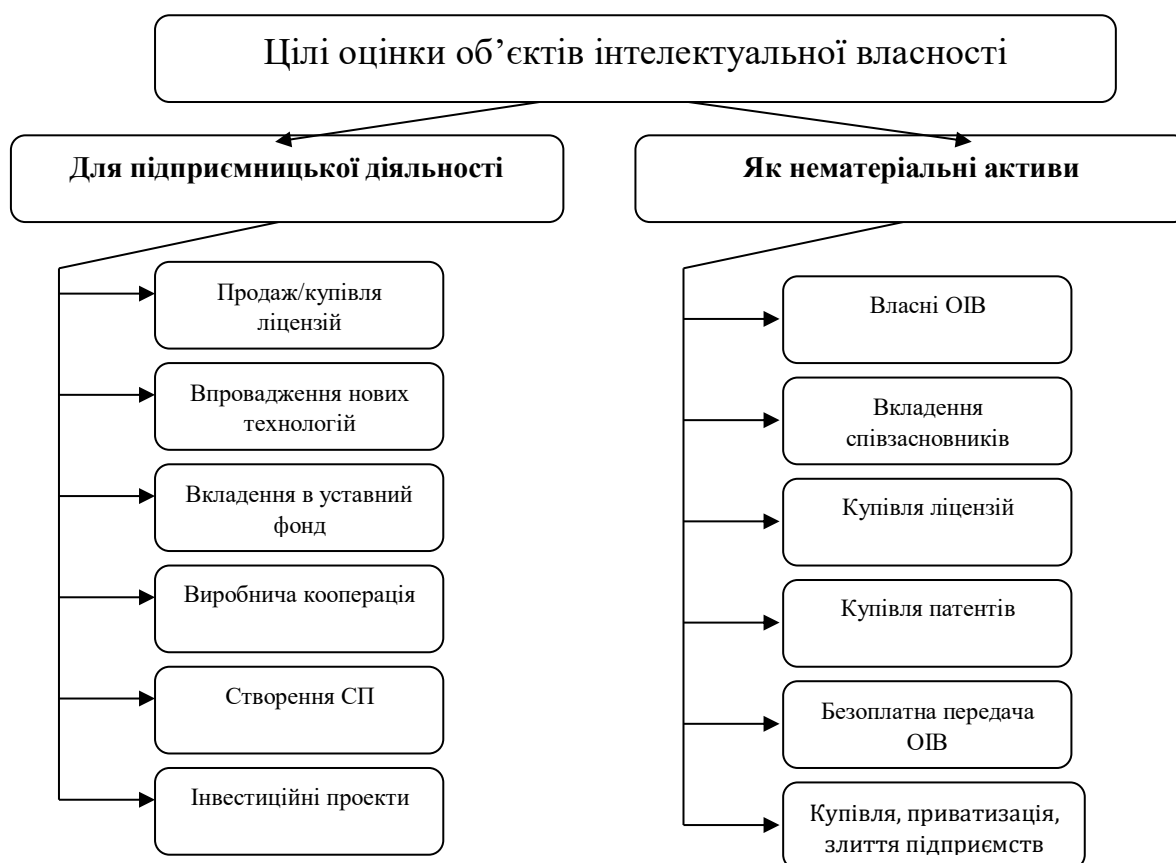 Цілі оцінки об’єктів інтелектуальної власності
Для підприємницької діяльності
Як нематеріальні активи
Продаж/купівля
ліцензій
Впровадження нових
технологій
Вкладення в уставний
фонд
Виробнича кооперація
Створення СП
Інвестиційні проекти
Власні ОІВ
Вкладення
співзасновників
Купівля ліцензій
Купівля патентів
Безоплатна передача
ОІВ
Купівля, приватизація,
злиття підприємств